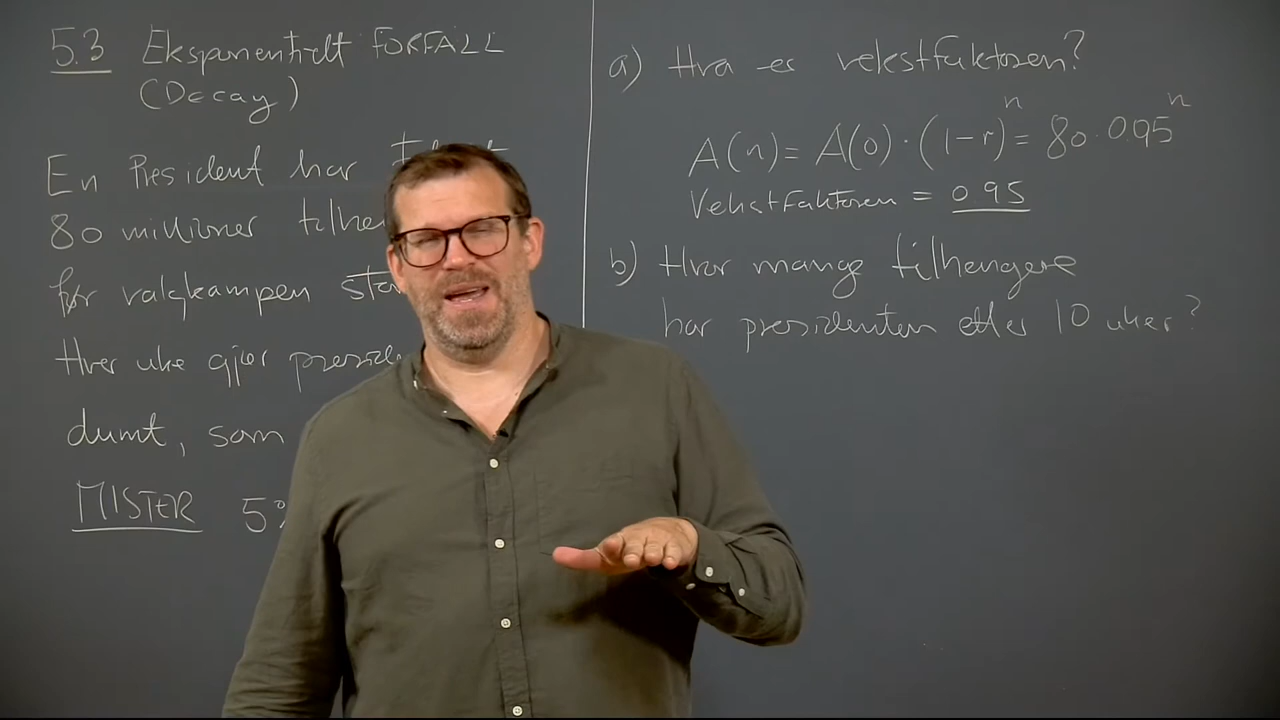 5.3 Eksponentielt FORFALL
(Decay)
En President har
80 millioner
før valgkampen
Hver uke gjør
dumt, som
MISTER 5%
a) Hva er vekstfaktoren?
A(n) = A(0) · (1-r)ⁿ = 80 · 0.95ⁿ
Vekstfaktoren = 0.95
b) Hvor mange tilhengere
har presidenten etter 10 uker?